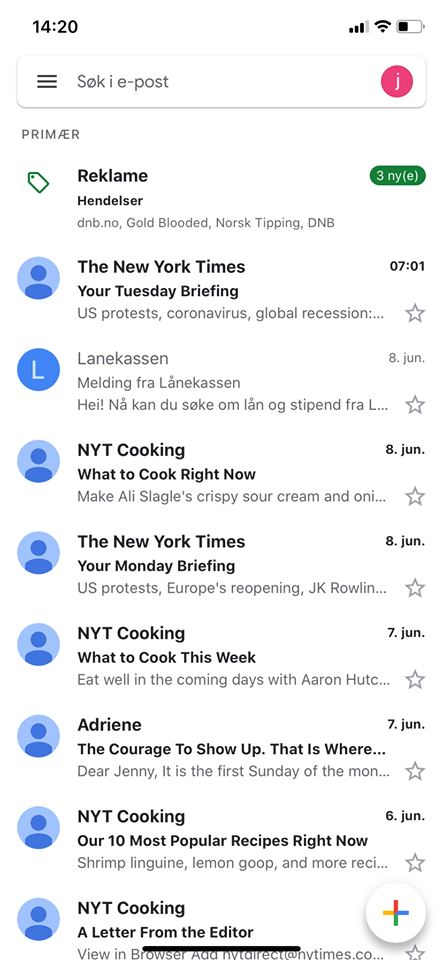 14:20
Søk i e-post
j
PRIMÆR
Reklame
3 ny(e)
Hendelser
dnb.no, Gold Blooded, Norsk Tipping, DNB
The New York Times
07:01
Your Tuesday Briefing
US protests, coronavirus, global recession:...
L
Lanekassen
8. jun.
Melding fra Lånekassen
Hei! Nå kan du søke om lån og stipend fra L...
NYT Cooking
8. jun.
What to Cook Right Now
Make Ali Slagle's crispy sour cream and oni...
The New York Times
8. jun.
Your Monday Briefing
US protests, Europe's reopening, JK Rowlin...
NYT Cooking
7. jun.
What to Cook This Week
Eat well in the coming days with Aaron Hutc...
Adriene
7. jun.
The Courage To Show Up. That Is Where...
Dear Jenny, It is the first Sunday of the mon...
NYT Cooking
6. jun.
Our 10 Most Popular Recipes Right Now
Shrimp linguine, lemon goop, and more reci...
NYT Cooking
A Letter From the Editor
View in Browser Add nytdirect@nytimes.co...